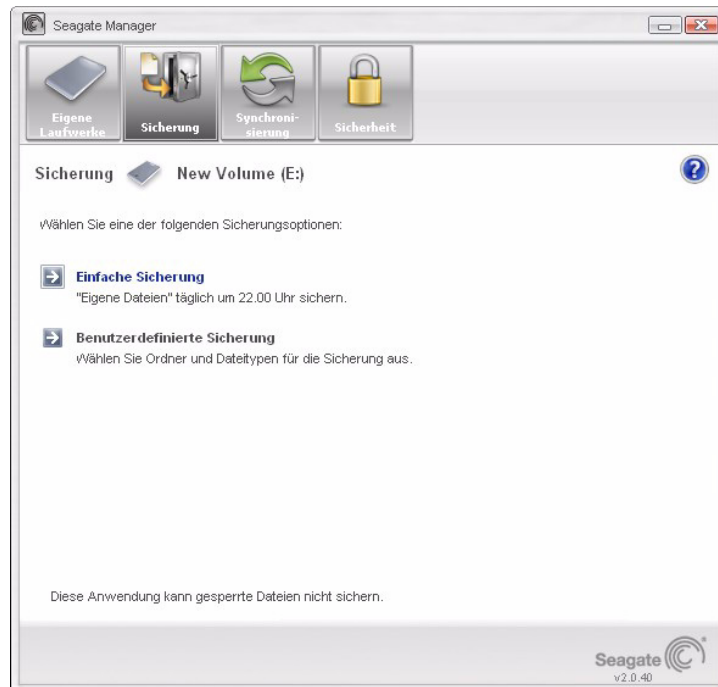 Seagate Manager
Eigene
Laufwerke
Sicherung
Synchroni-
sierung
Sicherheit
Sicherung New Volume (E:)
?
Wählen Sie eine der folgenden Sicherungsoptionen:
Einfache Sicherung
"Eigene Dateien" täglich um 22.00 Uhr sichern.
Benutzerdefinierte Sicherung
Wählen Sie Ordner und Dateitypen für die Sicherung aus.
Diese Anwendung kann gesperrte Dateien nicht sichern.
Seagate
v2.0.40